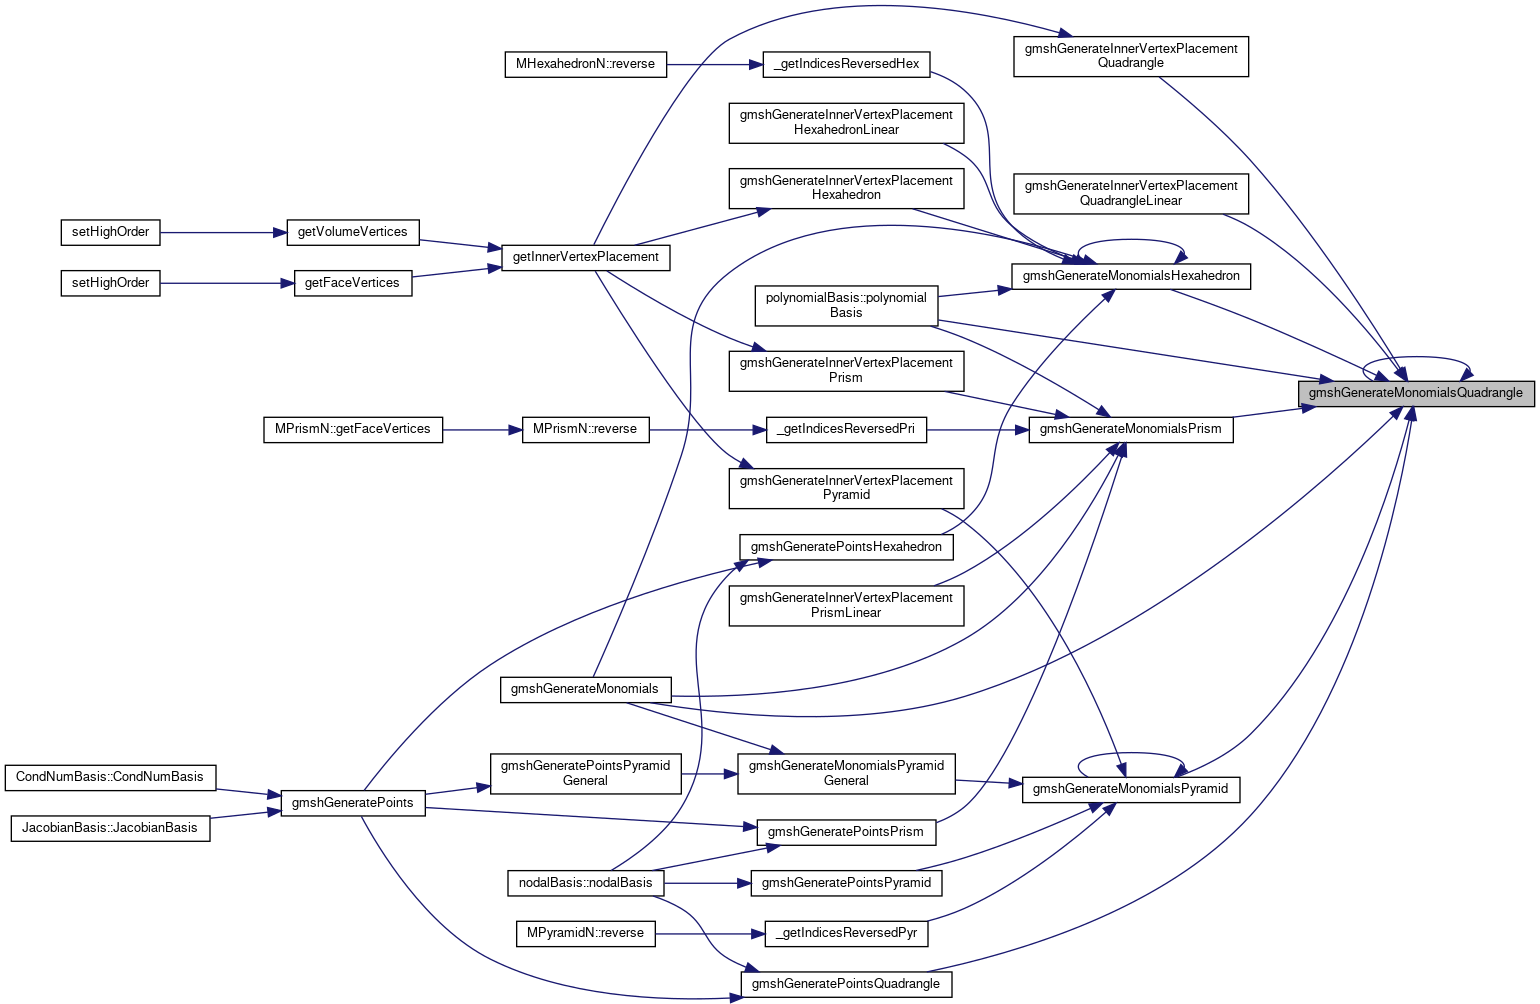 gmshGenerateInnerVertexPlacement
Quadrangle
MHexahedronN::reverse
_getIndicesReversedHex
gmshGenerateInnerVertexPlacement
HexahedronLinear
gmshGenerateInnerVertexPlacement
Hexahedron
gmshGenerateInnerVertexPlacement
QuadrangleLinear
setHighOrder
getVolumeVertices
getInnerVertexPlacement
setHighOrder
getFaceVertices
gmshGenerateMonomialsHexahedron
polynomialBasis::polynomial
Basis
gmshGenerateInnerVertexPlacement
Prism
gmshGenerateMonomialsQuadrangle
MPrismN::getFaceVertices
MPrismN::reverse
_getIndicesReversedPri
gmshGenerateMonomialsPrism
gmshGenerateInnerVertexPlacement
Pyramid
gmshGeneratePointsHexahedron
gmshGenerateInnerVertexPlacement
PrismLinear
gmshGenerateMonomials
CondNumBasis::CondNumBasis
gmshGeneratePointsPyramid
General
gmshGenerateMonomialsPyramid
General
gmshGenerateMonomialsPyramid
gmshGeneratePoints
JacobianBasis::JacobianBasis
gmshGeneratePointsPrism
nodalBasis::nodalBasis
gmshGeneratePointsPyramid
MPyramidN::reverse
_getIndicesReversedPyr
gmshGeneratePointsQuadrangle